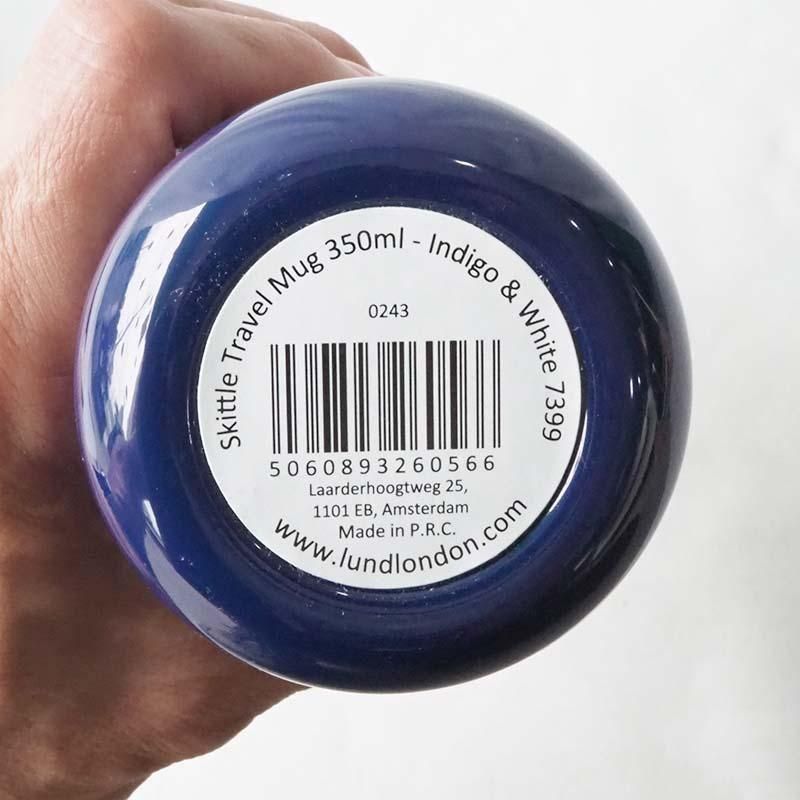 Skittle Travel Mug 350ml - Indigo & White 7399
0243
5060893260566
Laarderhoogtweg 25,
1101 EB, Amsterdam
Made in P.R.C.
www.lundlondon.com